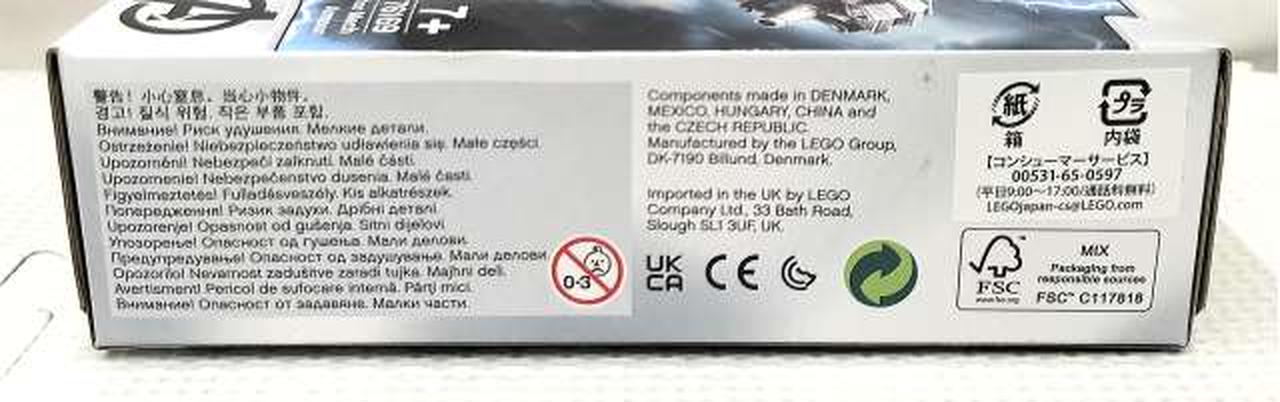 7+
76169
警告！小心窒息。当心小物件。
경고! 질식 위험. 작은 부품 포함.
Внимание! Риск удушения. Мелкие детали.
Ostrzeżenie! Niebezpieczeństwo udławienia się. Małe części.
Upozornění! Nebezpečí zalknutí. Malé části.
Upozornenie! Nebezpečenstvo dusenia. Malé časti.
Figyelmeztetés! Fulladásveszély. Kis alkatrészek.
Попередження! Ризик задухи. Дрібні деталі.
Upozorenje! Opasnost od gušenja. Sitni dijelovi.
Упозорење! Опасност од гушења. Мали делови.
Предупредување! Опасност од задушување. Мали делови.
Opozorilo! Nevarnost zadušitve zaradi tujka. Majhni deli.
Avertisment! Pericol de sufocare internă. Părţi mici.
Внимание! Опасност от задавяне. Малки части.
0-3
Components made in DENMARK,
MEXICO, HUNGARY, CHINA and
the CZECH REPUBLIC.
Manufactured by the LEGO Group,
DK-7190 Billund, Denmark.
Imported in the UK by LEGO
Company Ltd., 33 Bath Road,
Slough SL1 3UF, UK.
UK
CA
CE
紙
箱
プラ
内袋
【コンシューマーサービス】
00531-65-0597
(平日9:00〜17:00/通話料無料)
LEGOjapan-cs@LEGO.com
FSC
www.fsc.org
MIX
Packaging from
responsible sources
FSC™ C117818